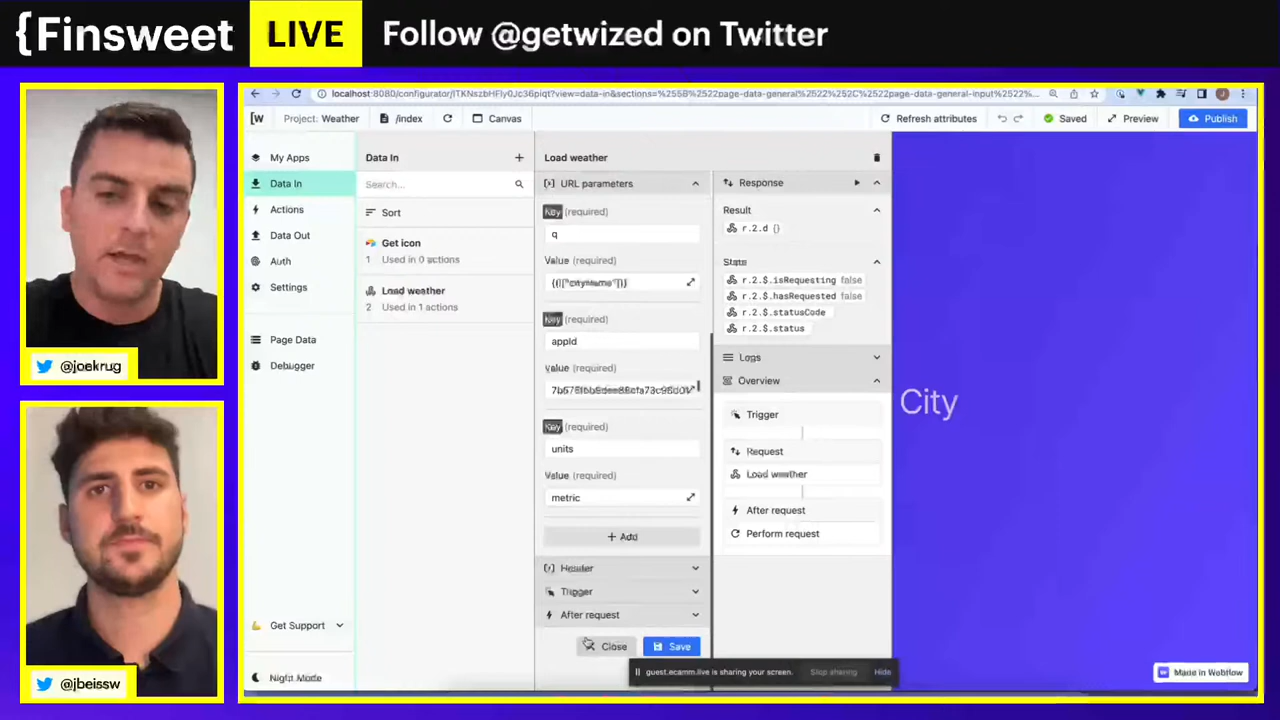 {Finsweet LIVE Follow @getwized on Twitter
[W Project: Weather /index Canvas Refresh attributes Saved Preview Publish
My Apps
Data In
Actions
Data Out
Auth
Settings
Page Data
Debugger
Get Support
Night Mode
Data In +
Search...
Sort
Get icon
1 Used in 0 actions
Load weather
2 Used in 1 actions
Load weather
URL parameters
Key (required)
q
Value (required)
Key (required)
appId
Value (required)
Key (required)
units
Value (required)
metric
+ Add
Header
Trigger
After request
Close Save
Response
Result
r.2.d {}
State
r.2.$.isRequesting false
r.2.$.hasRequested false
r.2.$.statusCode
r.2.$.status
Logs
Overview
Trigger
Request
Load weather
After request
Perform request
City
guest.ecamm.live is sharing your screen. Stop sharing Hide
Made in Webflow
@joekrug
@jbeissw